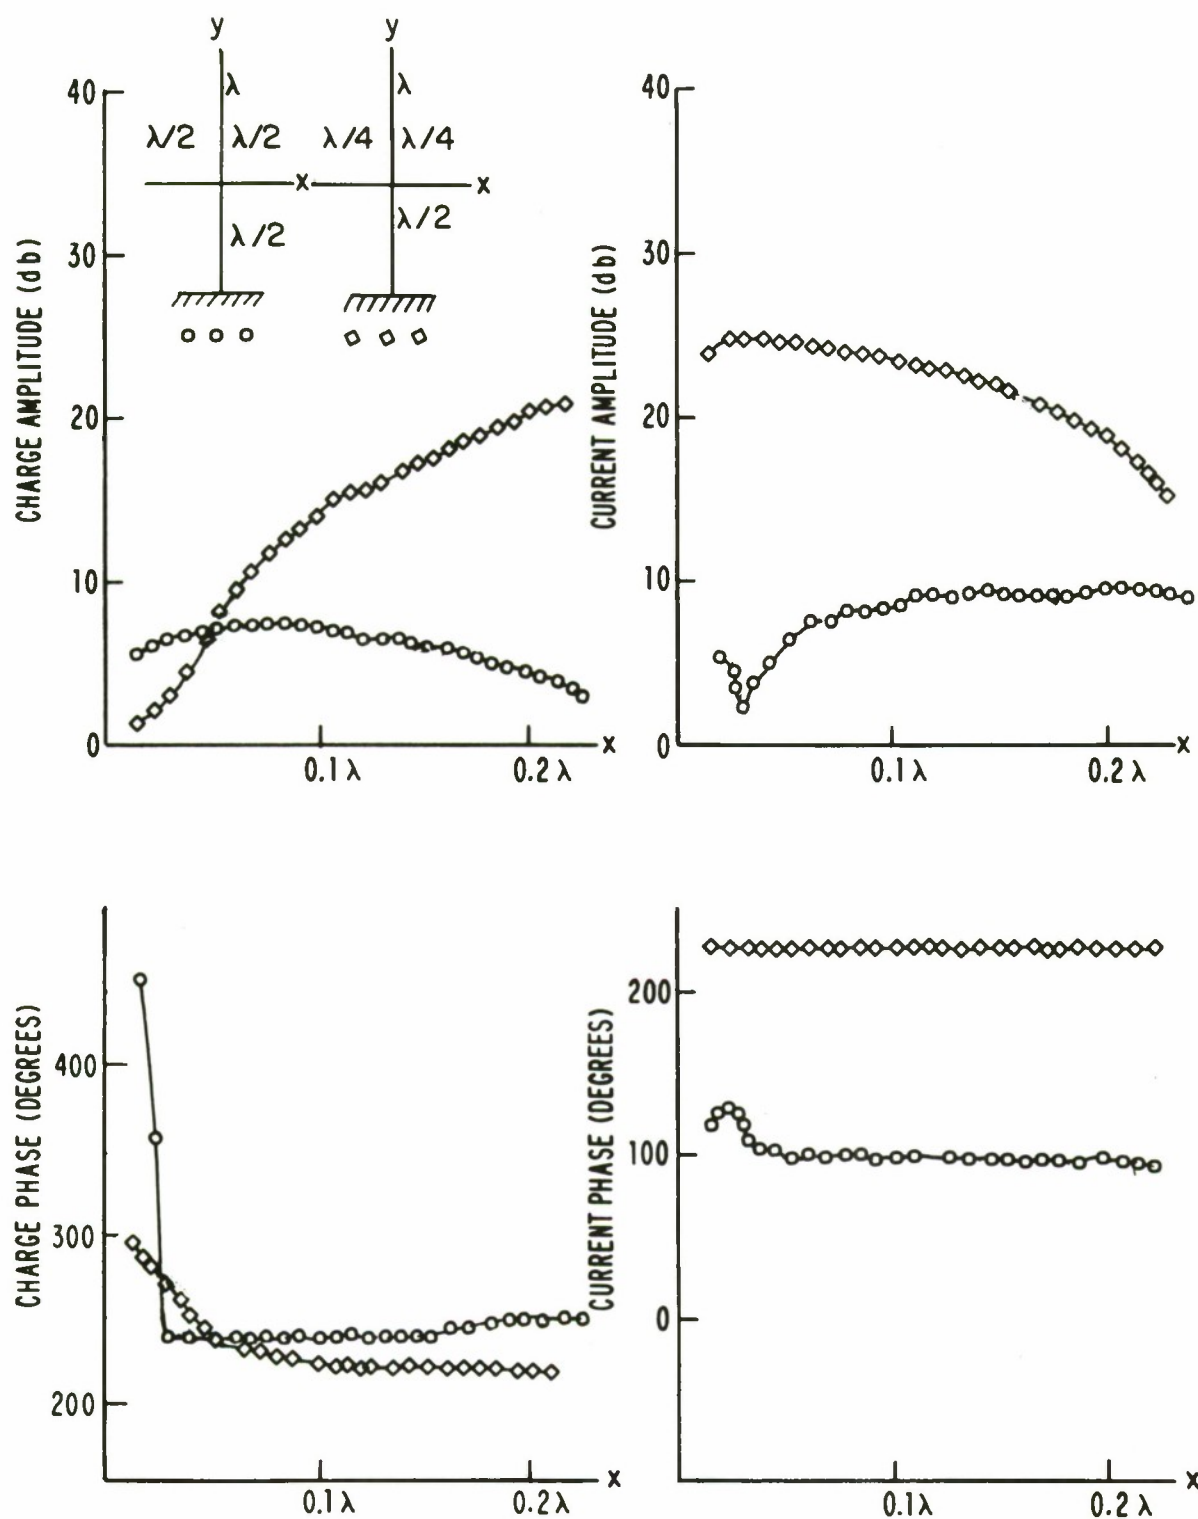 y y
λ λ
λ/2 λ/2 λ/4 λ/4
x x
λ/2 λ/2
CHARGE AMPLITUDE (db)
40
30
20
10
0
0.1λ 0.2λ x
CURRENT AMPLITUDE (db)
40
30
20
10
0
0.1λ 0.2λ x
CHARGE PHASE (DEGREES)
400
300
200
0.1λ 0.2λ x
CURRENT PHASE (DEGREES)
200
100
0
0.1λ 0.2λ x